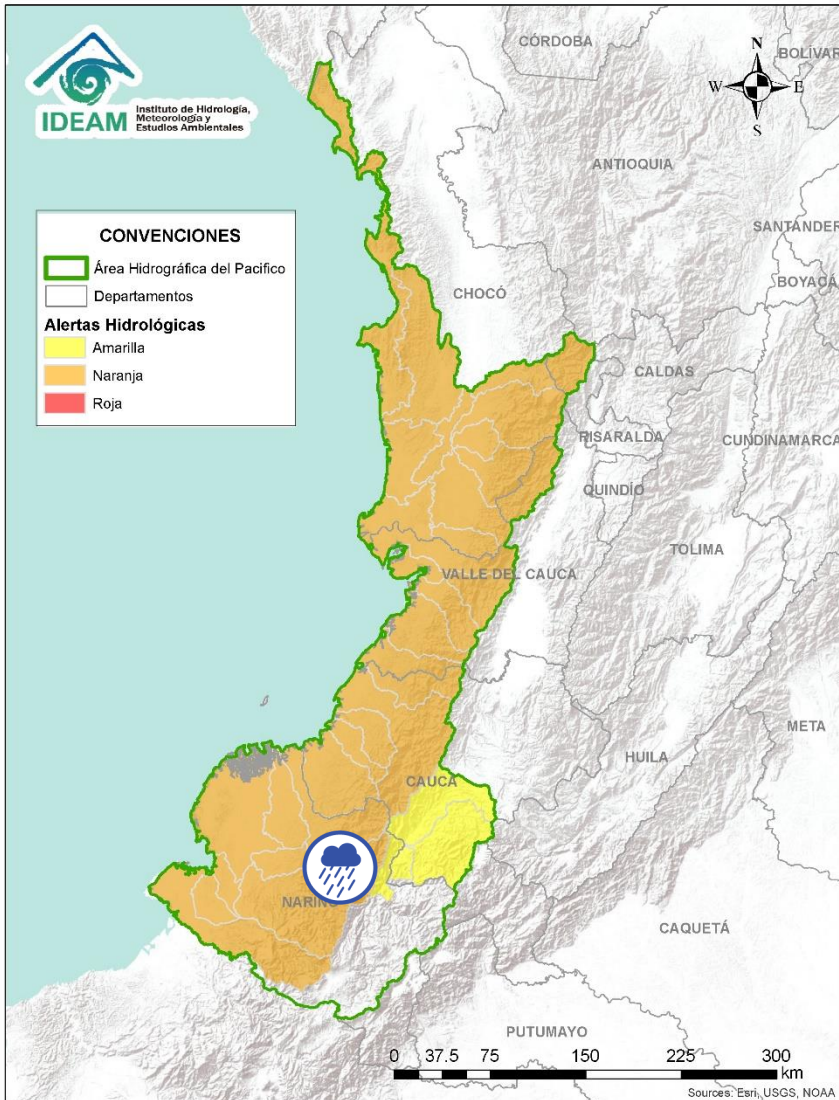 IDEAM
Instituto de Hidrología,
Meteorología y
Estudios Ambientales
CÓRDOBA
BOLÍVAR
N
W
E
S
ANTIOQUIA
SANTANDER
BOYACÁ
CONVENCIONES
Área Hidrográfica del Pacifico
Departamentos
Alertas Hidrológicas
Amarilla
Naranja
Roja
CHOCÓ
CALDAS
RISARALDA
CUNDINAMARCA
QUINDÍO
TOLIMA
VALLE DEL CAUCA
META
HUILA
CAUCA
NARIÑO
CAQUETÁ
PUTUMAYO
0 37.5 75 150 225 300
km
Sources: Esri, USGS, NOAA